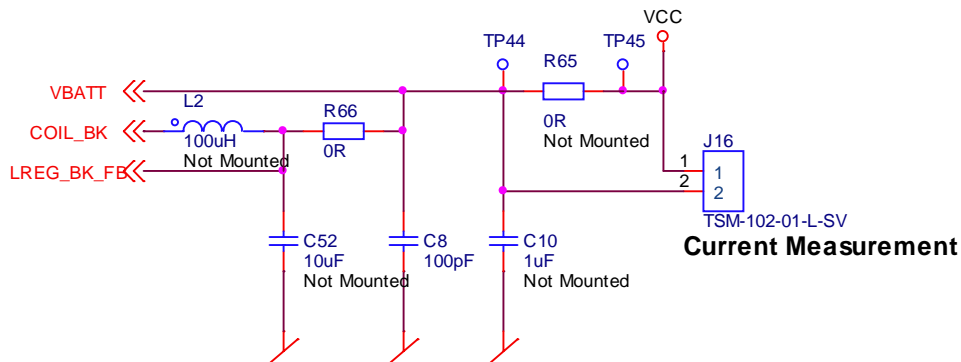 VCC
TP44
TP45
R65
VBATT
L2
R66
0R
Not Mounted
COIL_BK
100uH
Not Mounted
0R
J16
1
1
2
2
LREG_BK_FB
TSM-102-01-L-SV
Current Measurement
C52
10uF
Not Mounted
C8
100pF
C10
1uF
Not Mounted